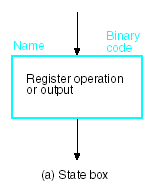 Name
Binary
code
Register operation
or output
(a) State box